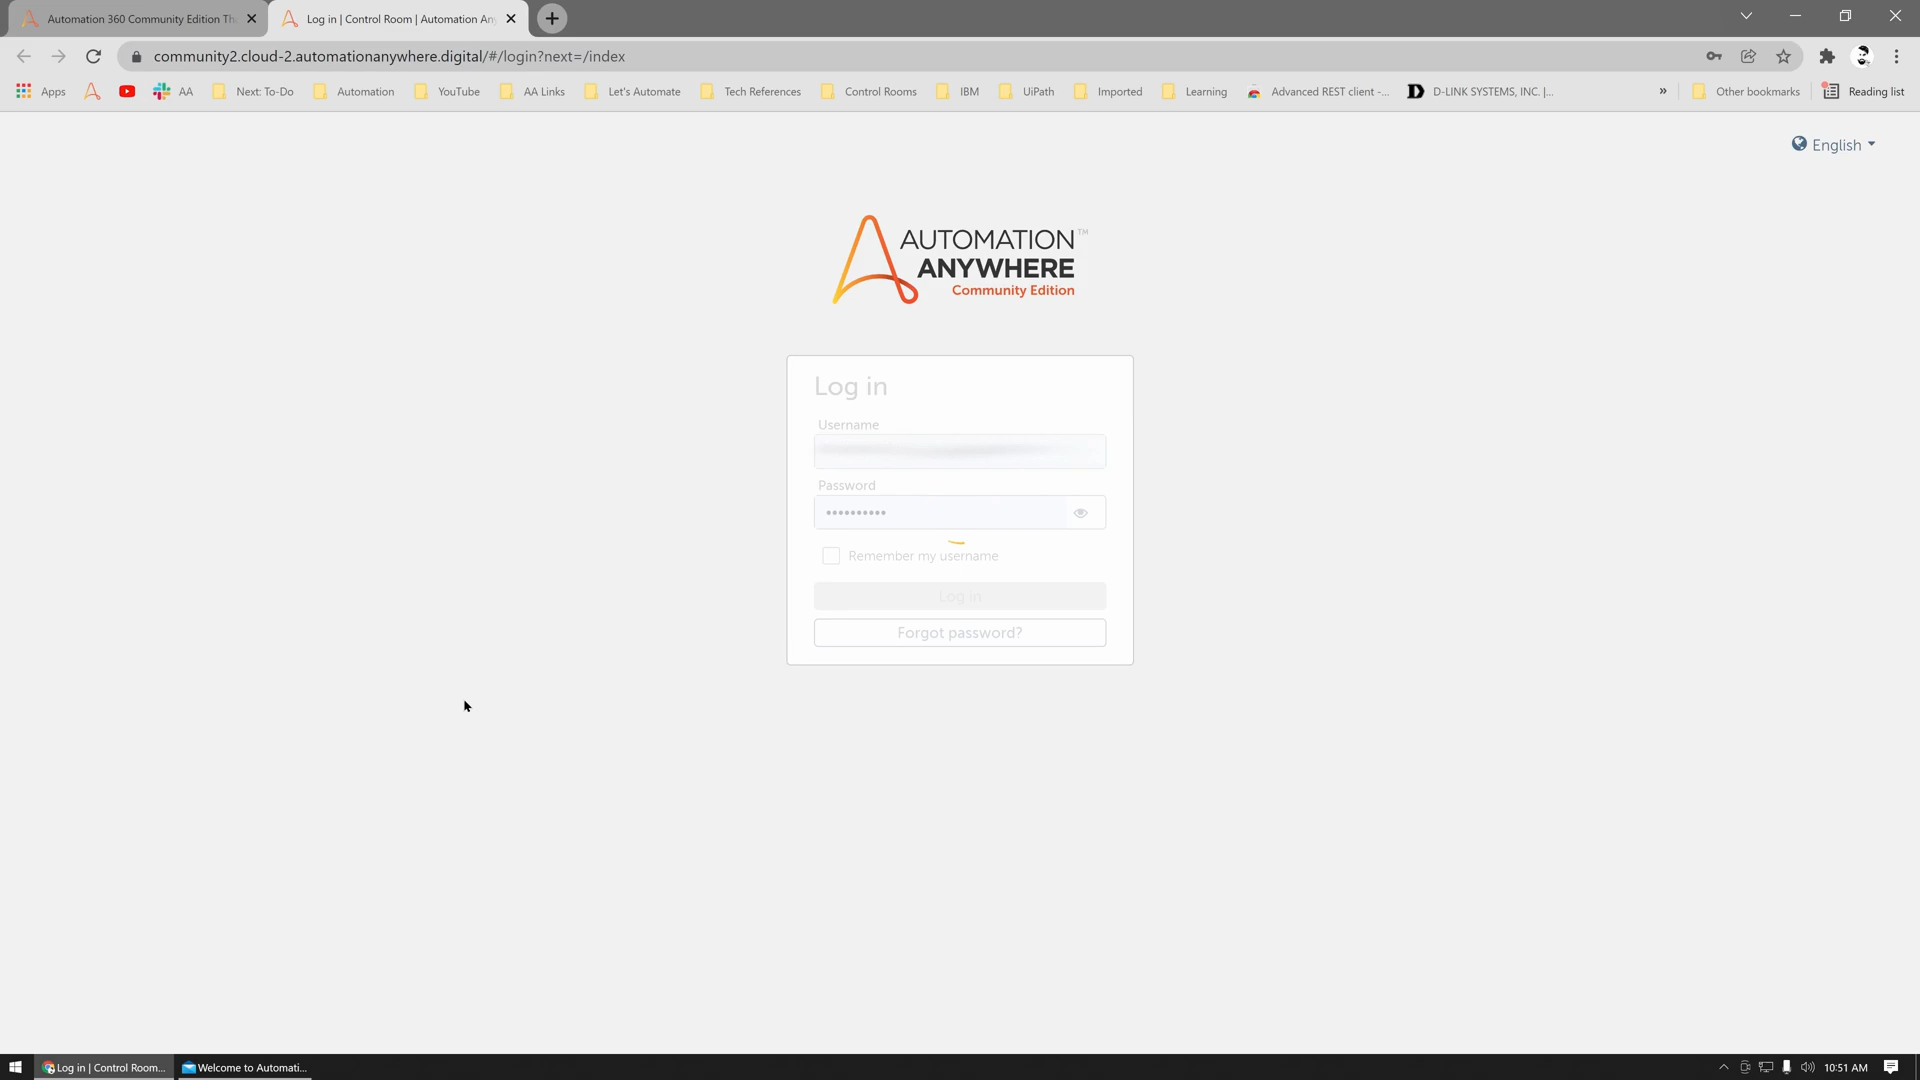 Automation 360 Community Edition Th
Log in | Control Room | Automation An
community2.cloud-2.automationanywhere.digital/#/login?next=/index
Apps
AA
Next: To-Do
Automation
YouTube
AA Links
Let's Automate
Tech References
Control Rooms
IBM
UiPath
Imported
Learning
Advanced REST client -...
D-LINK SYSTEMS, INC. |...
»
Other bookmarks
Reading list
English
AUTOMATION™
ANYWHERE
Community Edition
Log in
Username
Password
••••••••••
Remember my username
Log in
Forgot password?
Log in | Control Room...
Welcome to Automati...
10:51 AM